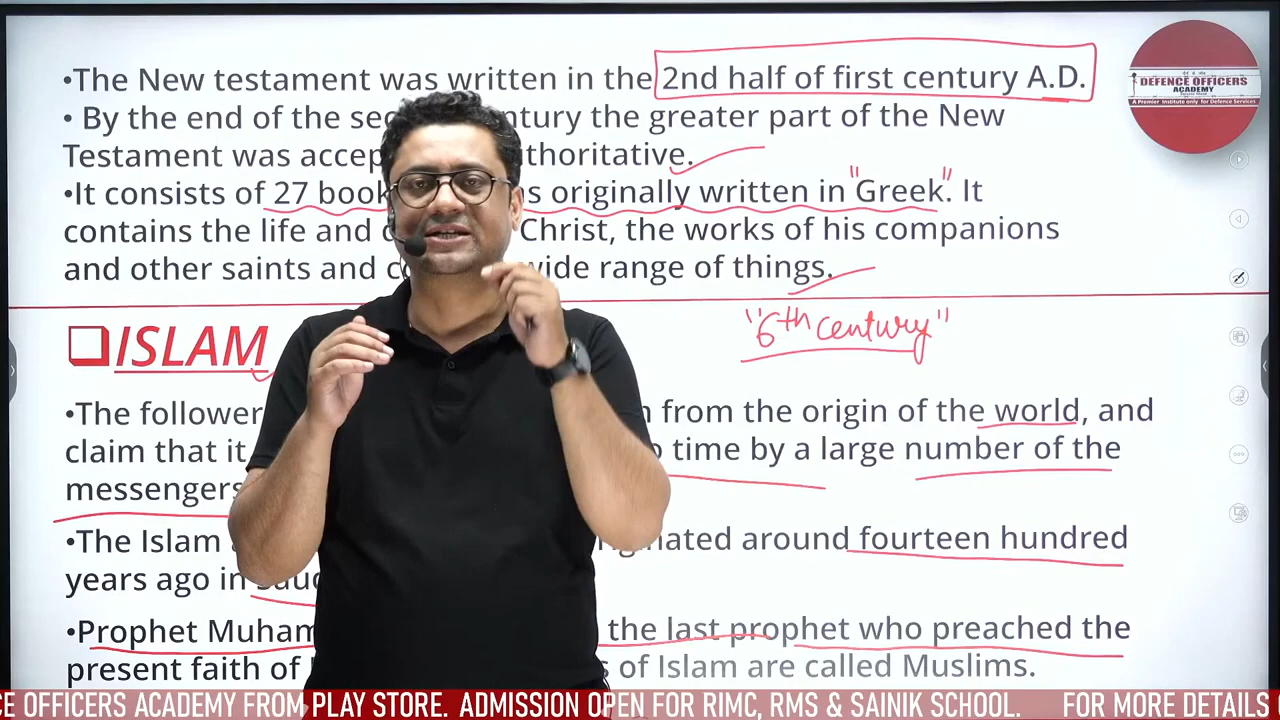 •The New testament was written in the 2nd half of first century A.D.
• By the end of the sec ntury the greater part of the New
Testament was accep uthoritative.
•It consists of 27 book s originally written in "Greek". It
contains the life and Christ, the works of his companions
and other saints and wide range of things.
DEFENCE OFFICERS
ACADEMY
A Premier Institute only for Defence Services
"6th century"
ISLAM
•The follower from the origin of the world, and
claim that it time by a large number of the
messengers
•The Islam ginated around fourteen hundred
years ago in
•Prophet Muham the last prophet who preached the
present faith of s of Islam are called Muslims.
CE OFFICERS ACADEMY FROM PLAY STORE. ADMISSION OPEN FOR RIMC, RMS & SAINIK SCHOOL. FOR MORE DETAILS